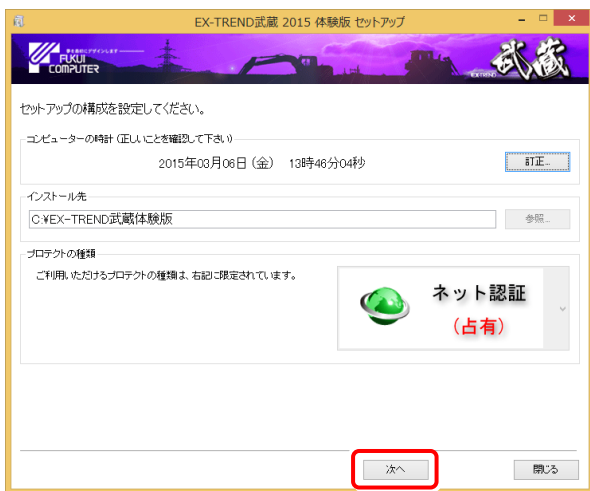 EX-TREND武蔵 2015 体験版 セットアップ
FUKUI
COMPUTER
武蔵
セットアップの構成を設定してください。
コンピューターの時計 (正しいことを確認して下さい)
2015年03月06日 (金) 13時46分04秒
訂正...
インストール先
C:¥EX-TREND武蔵体験版
参照...
プロテクトの種類
ご利用いただけるプロテクトの種類は、右記に限定されています。
ネット認証
(占有)
次へ
閉じる